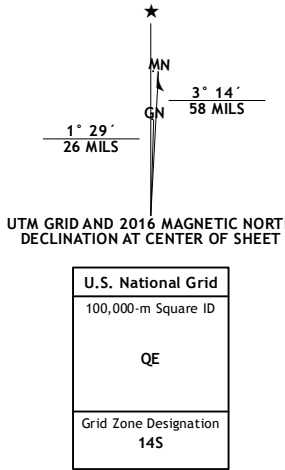 ★
MN
3° 14´
58 MILS
GN
1° 29´
26 MILS
UTM GRID AND 2016 MAGNETIC NORT
DECLINATION AT CENTER OF SHEET
U.S. National Grid
100,000-m Square ID
QE
Grid Zone Designation
14S